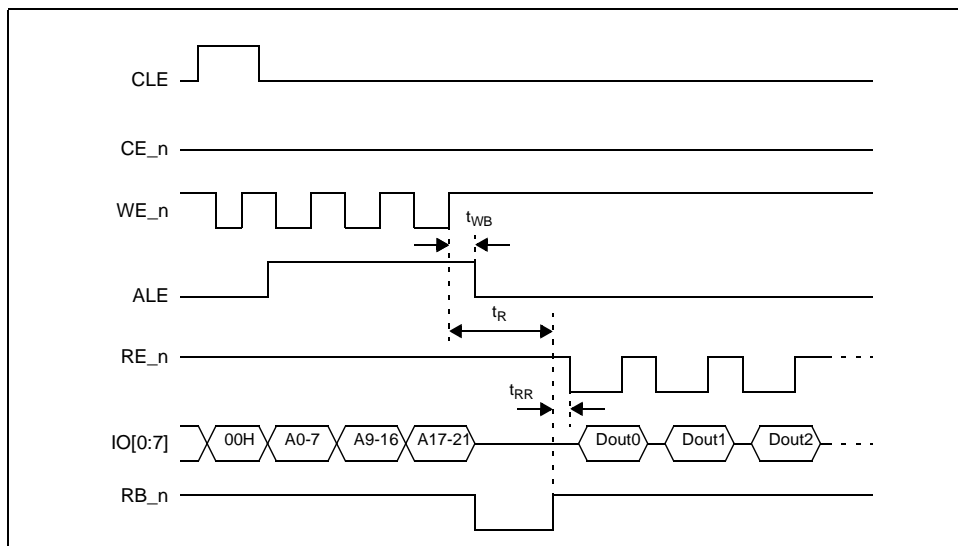 CLE
CE_n
WE_n
tWB
ALE
tR
RE_n
tRR
IO[0:7] 00H A0-7 A9-16 A17-21 Dout0 Dout1 Dout2
RB_n